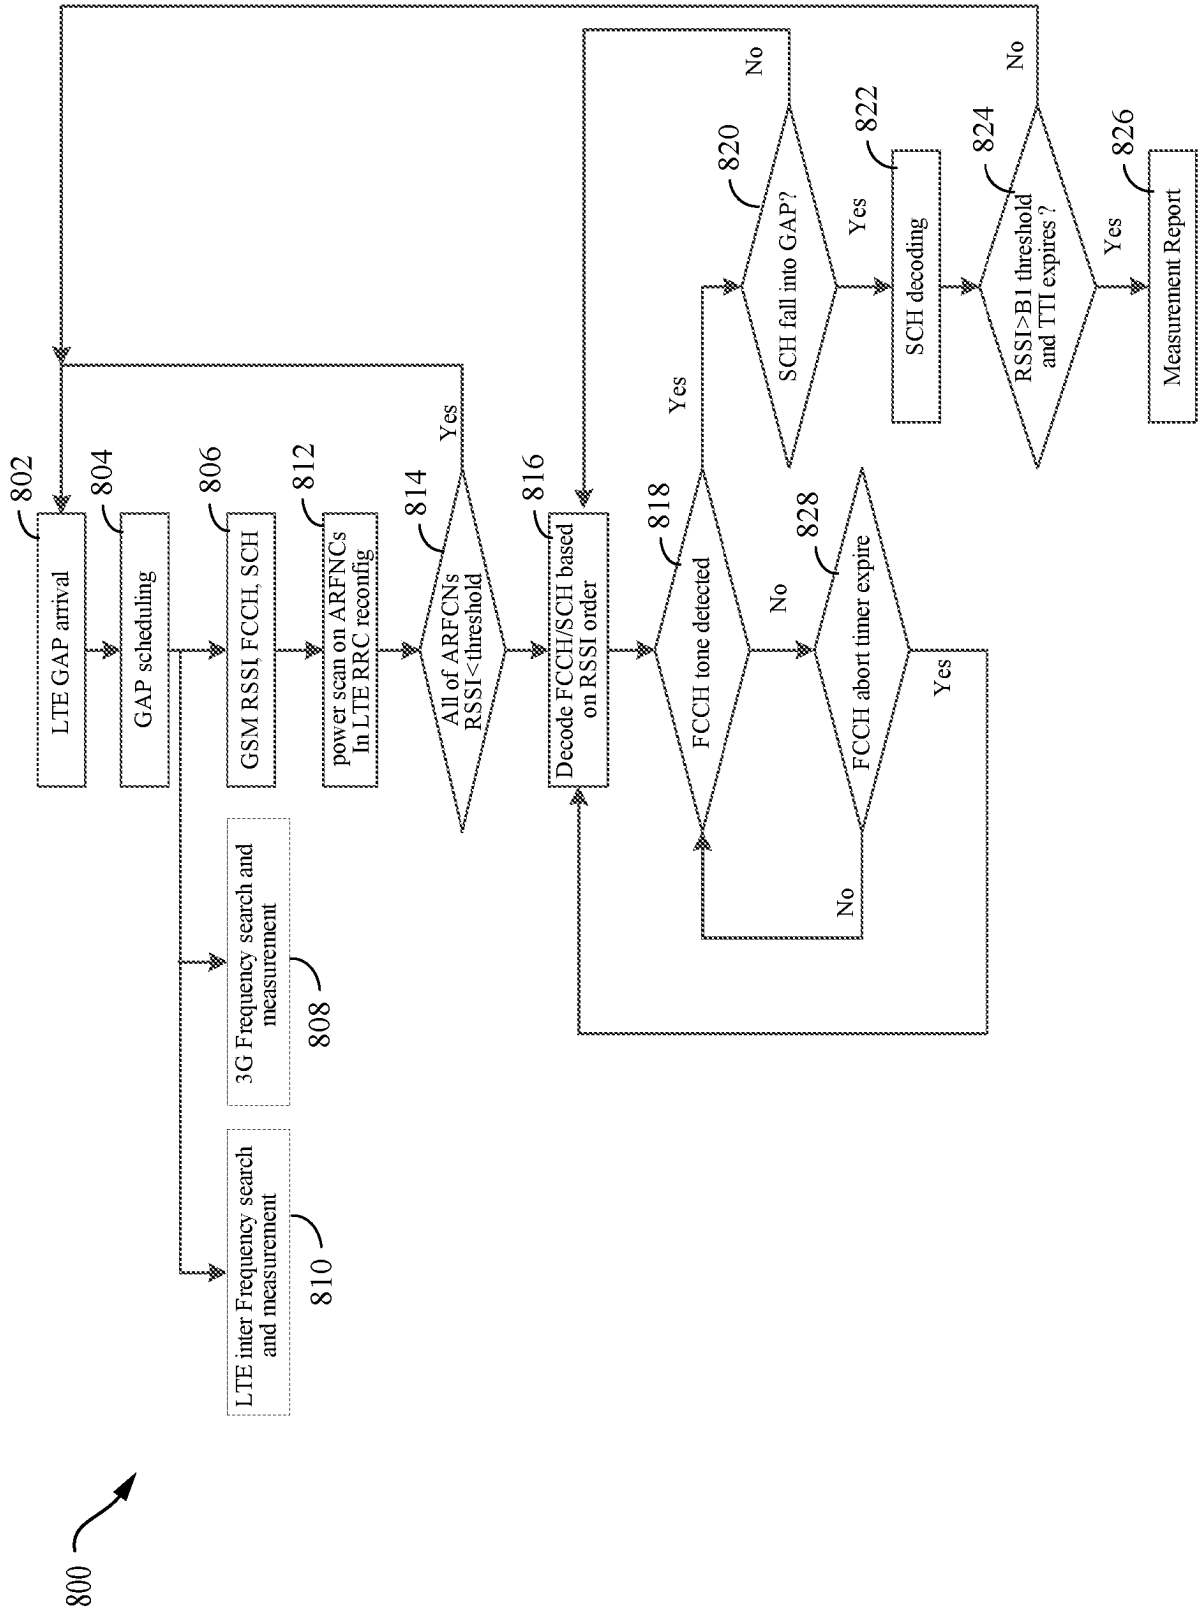 800
LTE GAP arrival
802
GAP scheduling
804
LTE inter Frequency search
and measurement
810
3G Frequency search and
measurement
808
GSM RSSI, FCCH, SCH
806
power scan on ARFNCs
In LTE RRC reconfig
812
All of ARFCNs
RSSI<threshold
814
Yes
Decode FCCH/SCH based
on RSSI order
816
FCCH tone detected
818
Yes
No
FCCH abort timer expire
828
No
Yes
SCH fall into GAP?
820
No
Yes
SCH decoding
822
RSSI>B1 threshold
and TTI expires ?
824
No
Yes
Measurement Report
826